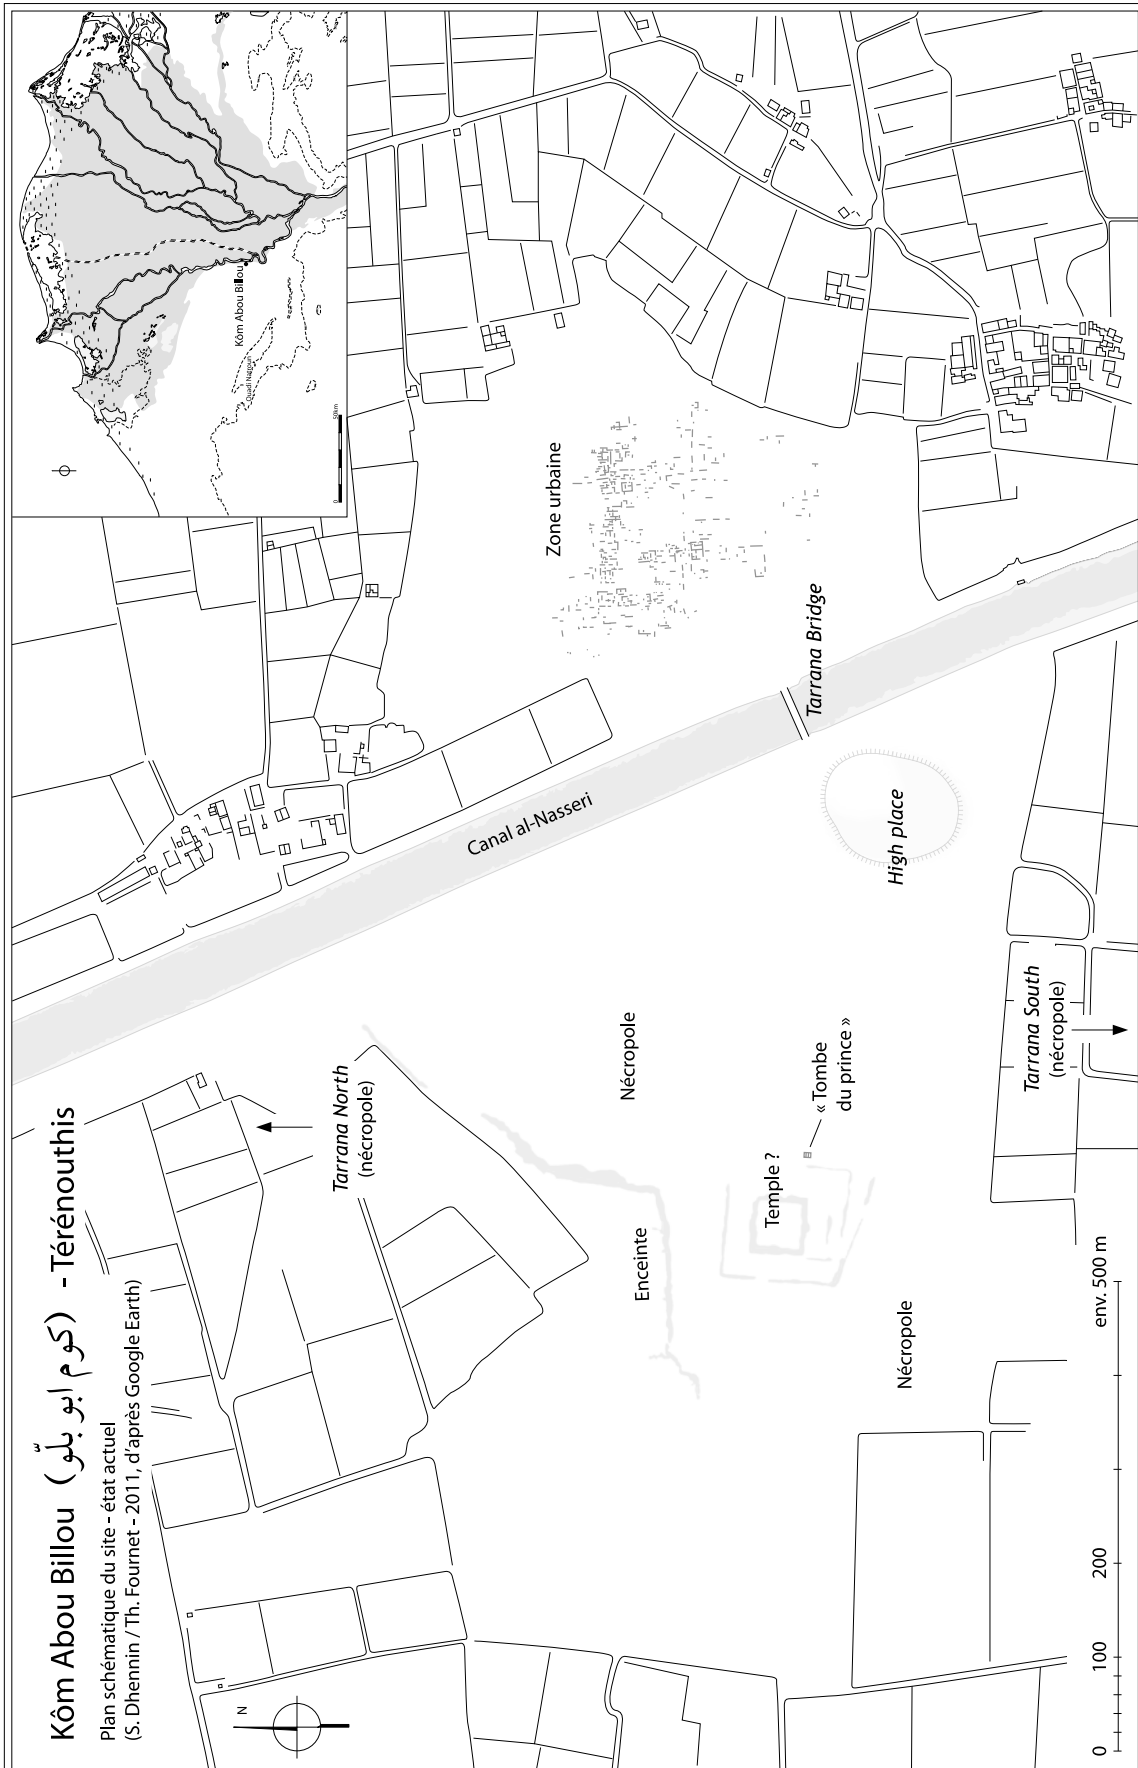 Kôm Abou Billou (كوم ابو بلّو) - Térénouthis
Plan schématique du site - état actuel
(S. Dhennin / Th. Fournet - 2011, d'après Google Earth)
N
Tarrana North
(nécropole)
Canal al-Nasseri
Zone urbaine
Enceinte
Nécropole
Temple ?
« Tombe
du prince »
Tarrana Bridge
High place
Nécropole
Tarrana South
(nécropole)
0
100
200
env. 500 m
Kôm Abou Billou
Ouadi Natroun
0
50km